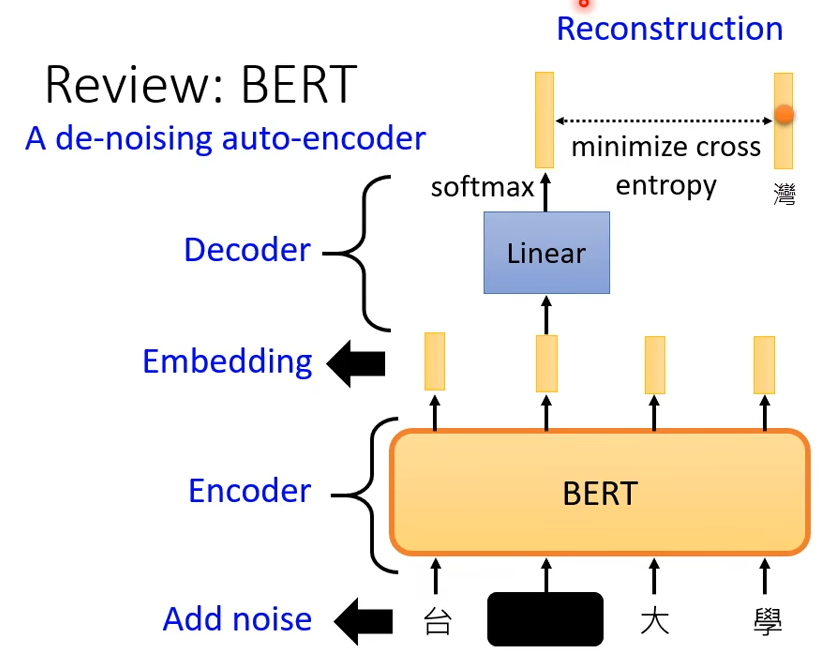 Reconstruction
Review: BERT
A de-noising auto-encoder
minimize cross
entropy
softmax
灣
Decoder
Linear
Embedding
Encoder
BERT
Add noise
台 大 學